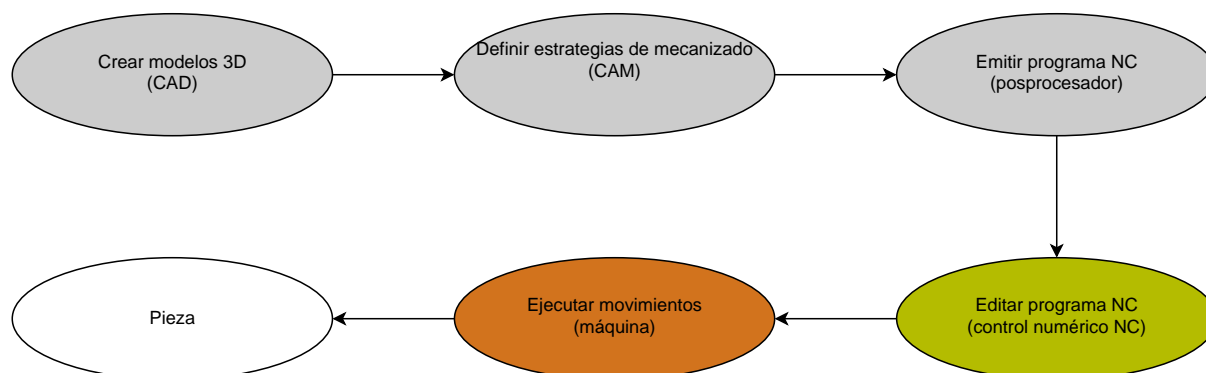 Crear modelos 3D
(CAD)
Definir estrategias de mecanizado
(CAM)
Emitir programa NC
(posprocesador)
Pieza
Ejecutar movimientos
(máquina)
Editar programa NC
(control numérico NC)